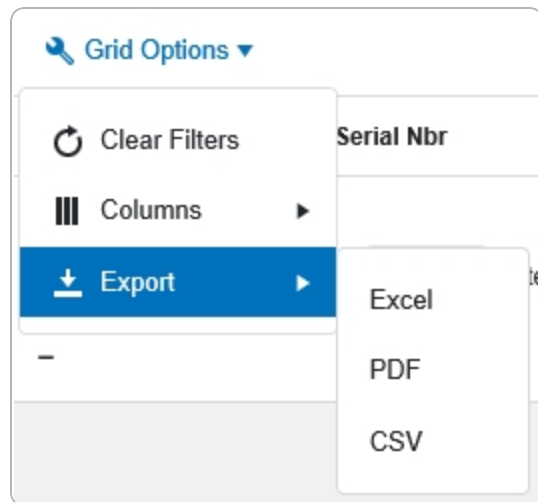 Grid Options
Clear Filters
Serial Nbr
Columns
Export
Excel
PDF
CSV